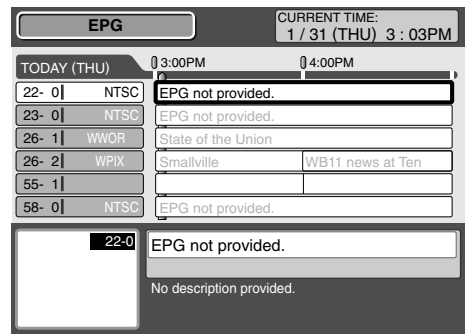 EPG
CURRENT TIME:
1 / 31 (THU) 3 : 03PM
TODAY (THU) 3:00PM 4:00PM
22- 0 NTSC EPG not provided.
23- 0 NTSC EPG not provided.
26- 1 WWOR State of the Union
26- 2 WPIX Smallville WB11 news at Ten
55- 1
58- 0 NTSC EPG not provided.
22-0 EPG not provided.
No description provided.